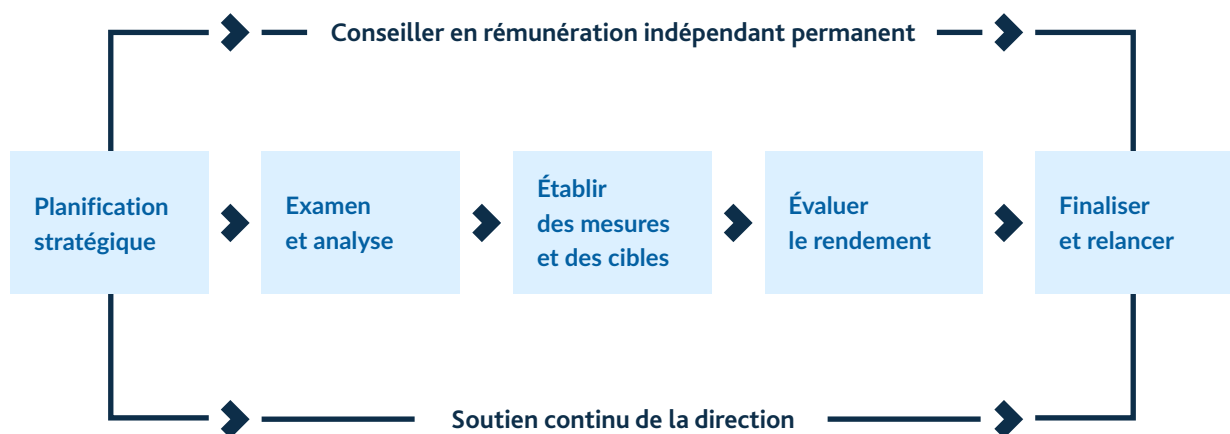 Conseiller en rémunération indépendant permanent
Planification
stratégique
Examen
et analyse
Établir
des mesures
et des cibles
Évaluer
le rendement
Finaliser
et relancer
Soutien continu de la direction